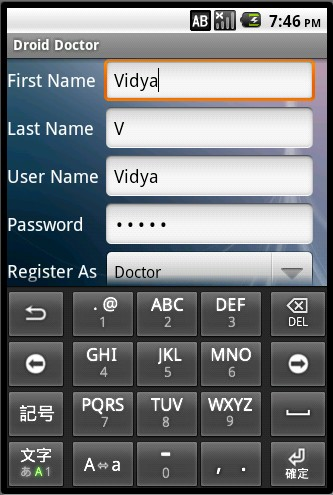 AB 7:46 PM
Droid Doctor
First Name Vidya
Last Name V
User Name Vidya
Password •••••
Register As Doctor
. @ ABC DEF
1 2 3 DEL
GHI JKL MNO
4 5 6
記号 PQRS TUV WXYZ
7 8 9
文字 A⇔a - , .
あ A 1 0 確定